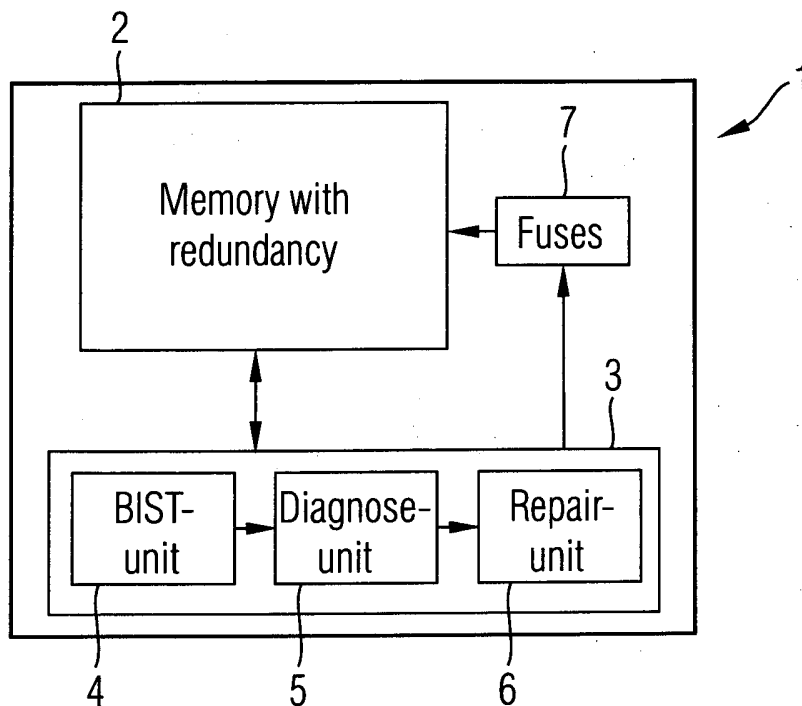 2
1
7
Memory with
redundancy
Fuses
3
BIST-
unit
Diagnose-
unit
Repair-
unit
4
5
6